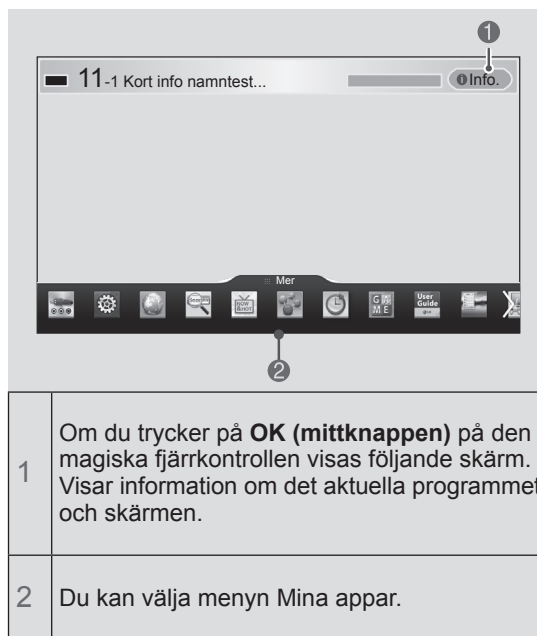 1
11-1 Kort info namntest...
Info.
Mer
User
Guide
2
1
Om du trycker på OK (mittknappen) på den
magiska fjärrkontrollen visas följande skärm.
Visar information om det aktuella programmet
och skärmen.
2
Du kan välja menyn Mina appar.